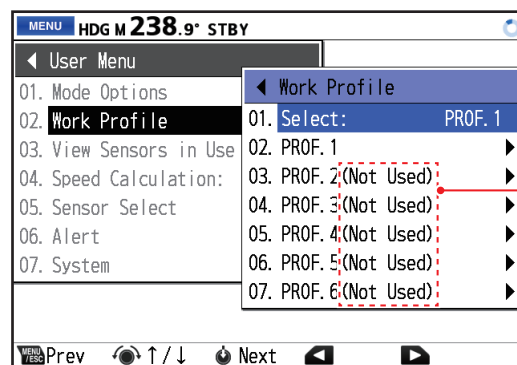 MENU HDG M 238.9° STBY
◀ User Menu
01. Mode Options
02. Work Profile
03. View Sensors in Use
04. Speed Calculation:
05. Sensor Select
06. Alert
07. System
◀ Work Profile
01. Select: PROF. 1
02. PROF. 1 ▶
03. PROF. 2(Not Used) ▶
04. PROF. 3(Not Used) ▶
05. PROF. 4(Not Used) ▶
06. PROF. 5(Not Used) ▶
07. PROF. 6(Not Used) ▶
MENU/ESC Prev ↑/↓ Next ◀ ▶